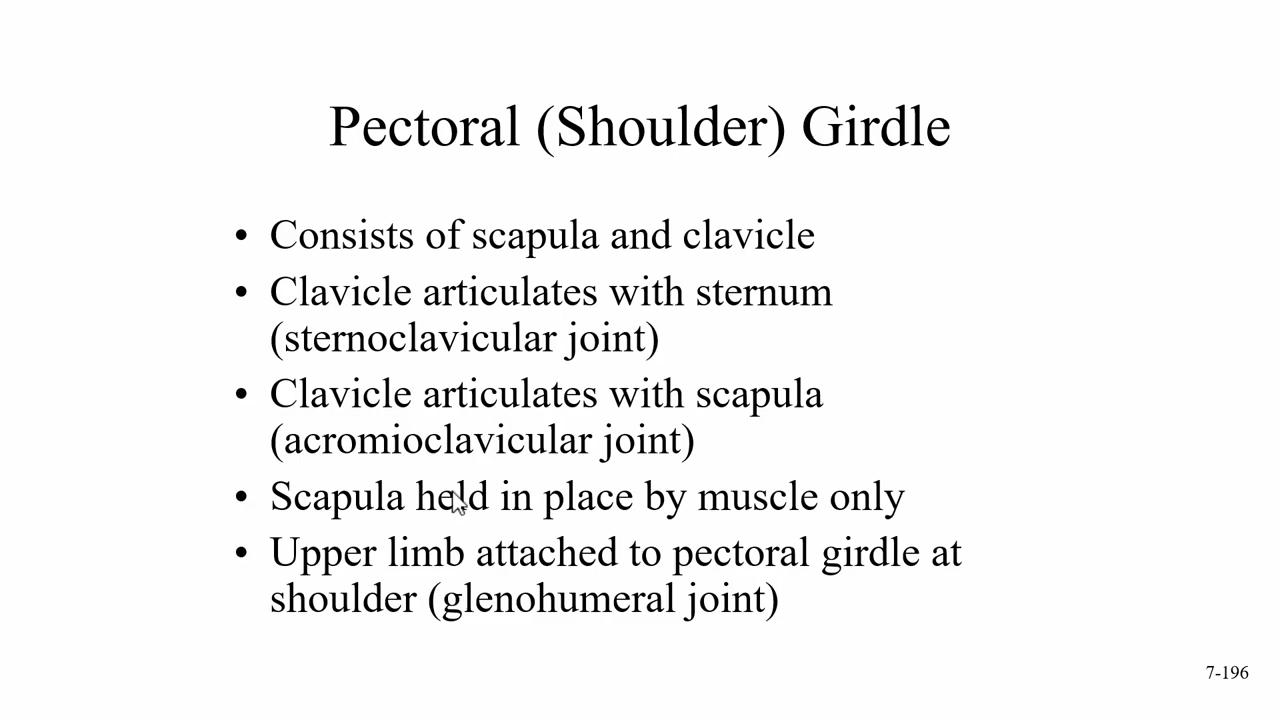 Pectoral (Shoulder) Girdle
• Consists of scapula and clavicle
• Clavicle articulates with sternum
(sternoclavicular joint)
• Clavicle articulates with scapula
(acromioclavicular joint)
• Scapula held in place by muscle only
• Upper limb attached to pectoral girdle at
shoulder (glenohumeral joint)
7-196